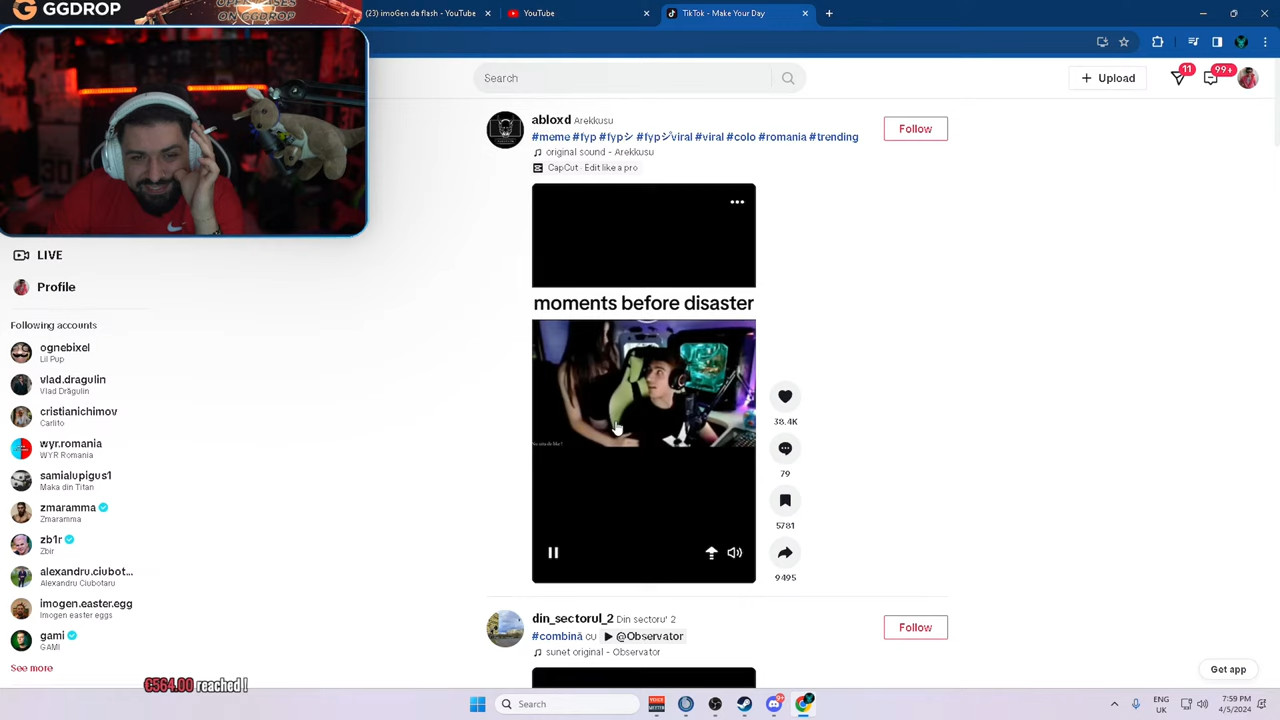 GGDROP
OPEN CASES
ON GGDROP
(23) imoGen da flash - YouTube
YouTube
TikTok - Make Your Day
Search
Upload
11
99+
abloxd Arekkusu
#meme #fyp #fypシ #fypシviral #viral #colo #romania #trending
original sound - Arekkusu
CapCut · Edit like a pro
Follow
moments before disaster
38.4K
79
5781
9495
LIVE
Profile
Following accounts
ognebixel
Lil Pup
vlad.dragulin
Vlad Drăgulin
cristianichimov
Carlito
wyr.romania
WYR Romania
samialupigus1
Maka din Titan
zmaramma
Zmaramma
zb1r
Zbir
alexandru.ciubot...
Alexandru Ciubotaru
imogen.easter.egg
Imogen easter eggs
gami
GAMI
See more
din_sectorul_2 Din sectoru' 2
#combină cu @Observator
sunet original - Observator
Follow
Get app
€564.00 reached !
Search
ENG
UK
7:59 PM
4/5/2024